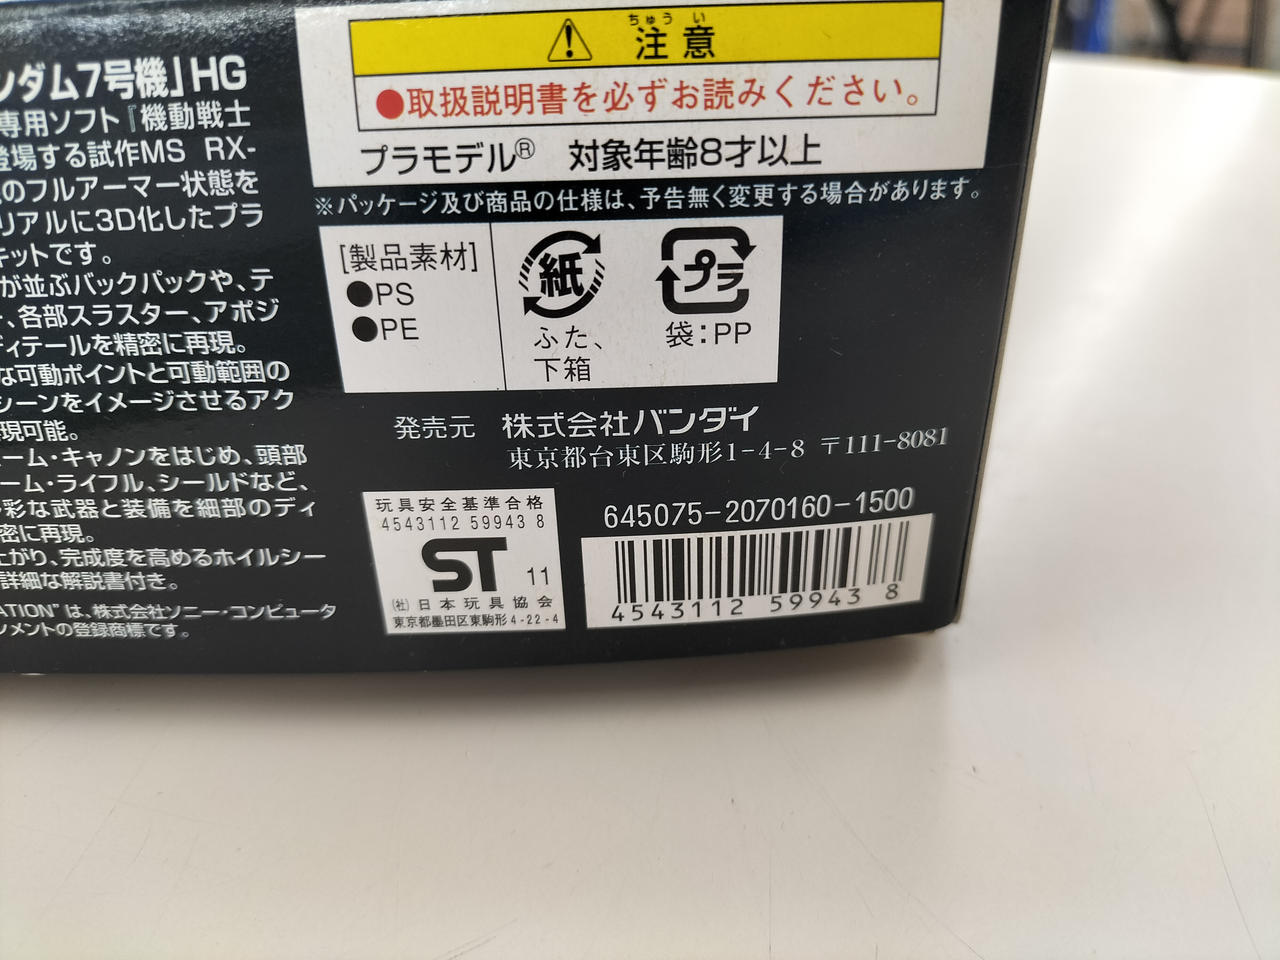 ンダム7号機」HG
専用ソフト『機動戦士
登場する試作MS RX-
のフルアーマー状態を
リアルに3D化したプラ
キットです。
が並ぶバックパックや、テ
、各部スラスター、アポジ
ディテールを精密に再現。
な可動ポイントと可動範囲の
シーンをイメージさせるアク
現可能。
ーム・キャノンをはじめ、頭部
ーム・ライフル、シールドなど、
彩な武器と装備を細部のディ
密に再現。
上がり、完成度を高めるホイルシー
詳細な解説書付き。
ATION"は、株式会社ソニー・コンピュータ
ンメントの登録商標です。
ちゅう い
注意
●取扱説明書を必ずお読みください。
プラモデル® 対象年齢8才以上
※パッケージ及び商品の仕様は、予告無く変更する場合があります。
[製品素材]
●PS
●PE
紙
ふた、
下箱
プラ
袋:PP
発売元 株式会社バンダイ
東京都台東区駒形1-4-8 〒111-8081
玩具安全基準合格
4543112 59943 8
ST 11
(社)日本玩具協会
東京都墨田区東駒形4-22-4
645075-2070160-1500
4543112 59943 8